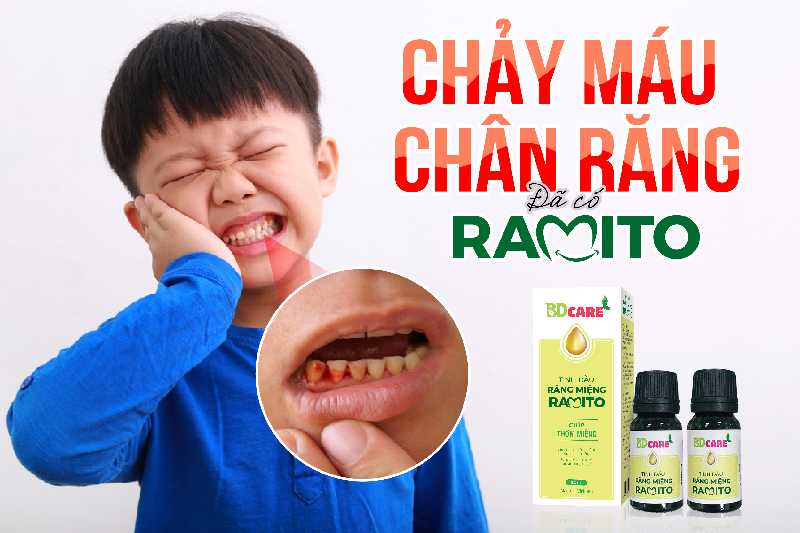 CHẢY MÁU
CHÂN RĂNG
Đã có
RAMITO
BDCARE
TINH DẦU
RĂNG MIỆNG
RAMITO
GIÚP
THƠM MIỆNG
BDCARE
TINH DẦU
RĂNG MIỆNG
RAMITO
BDCARE
TINH DẦU
RĂNG MIỆNG
RAMITO